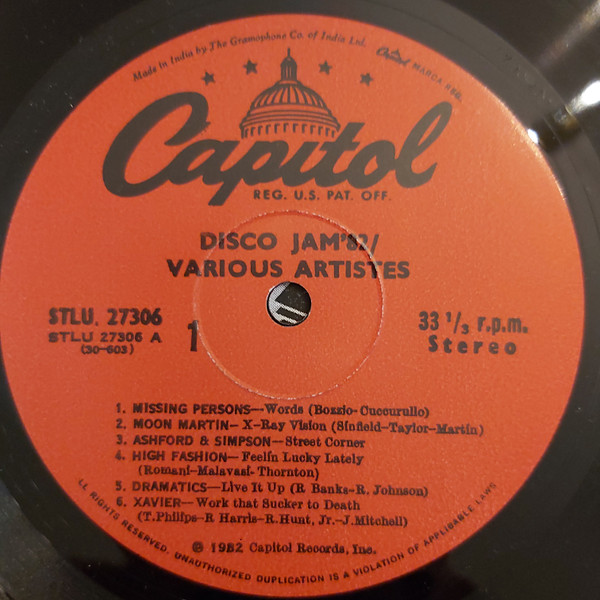 Made in India by The Gramophone Co. of India Ltd. Capitol MARCA REG.
Capitol
REG. U.S. PAT. OFF.
DISCO JAM'82/
VARIOUS ARTISTES
STLU. 27306
STLU 27306 A
(30-603)
1
33 1/3 r.p.m.
Stereo
1. MISSING PERSONS—Words (Bozzio-Cuccurullo)
2. MOON MARTIN—X-Ray Vision (Sinfield-Taylor-Martin)
3. ASHFORD & SIMPSON—Street Corner
4. HIGH FASHION—Feelin Lucky Lately
(Romani-Malavasi-Thornton)
5. DRAMATICS—Live It Up (R Banks-R. Johnson)
6. XAVIER—Work that Sucker to Death
(T.Philips-R Harris-R.Hunt, Jr.-J.Mitchell)
℗ 1982 Capitol Records, Inc.
LL RIGHTS RESERVED. UNAUTHORIZED DUPLICATION IS A VIOLATION OF APPLICABLE LAWS